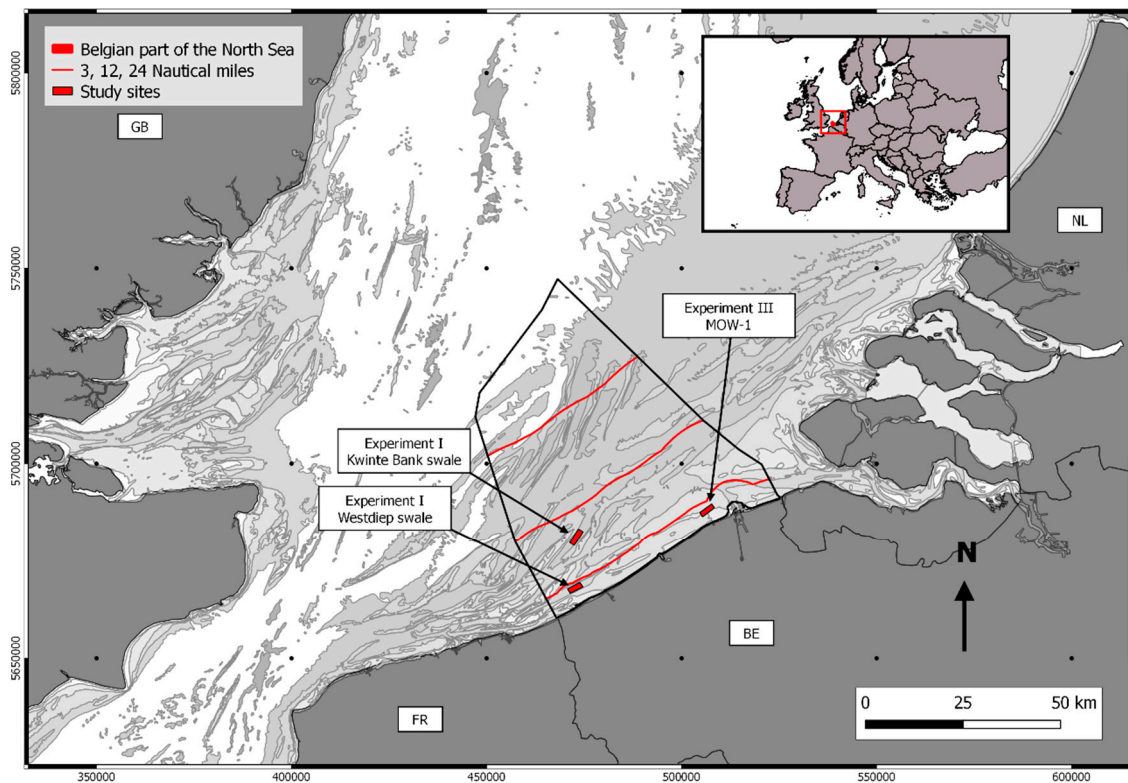 Belgian part of the North Sea
3, 12, 24 Nautical miles
Study sites
GB
NL
Experiment III
MOW-1
Experiment I
Kwinte Bank swale
Experiment I
Westdiep swale
N
BE
FR
0 25 50 km
5800000
5750000
5700000
5650000
350000 400000 450000 500000 550000 600000